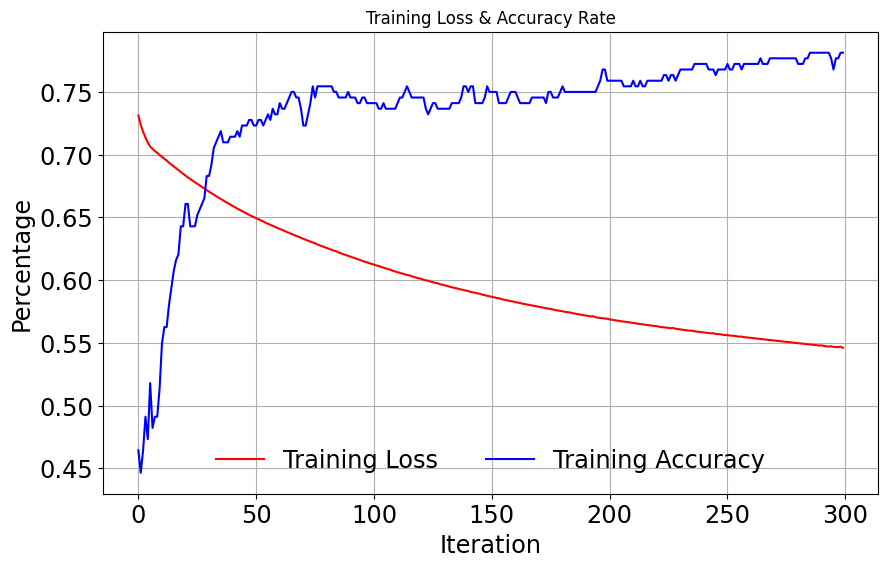 Training Loss & Accuracy Rate
Percentage
0.75
0.70
0.65
0.60
0.55
0.50
0.45
Training Loss Training Accuracy
0 50 100 150 200 250 300
Iteration